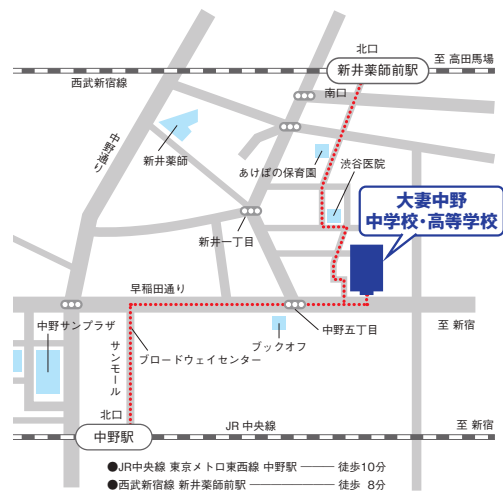 北口
新井薬師前駅
至 高田馬場
西武新宿線
南口
中野通り
新井薬師
あけぼの保育園
渋谷医院
大妻中野
中学校・高等学校
新井一丁目
早稲田通り
中野サンプラザ
サンモール
ブロードウェイセンター
ブックオフ
中野五丁目
至 新宿
北口
中野駅
JR 中央線
至 新宿
●JR中央線 東京メトロ東西線 中野駅 ─── 徒歩10分
●西武新宿線 新井薬師前駅 ─────── 徒歩 8分